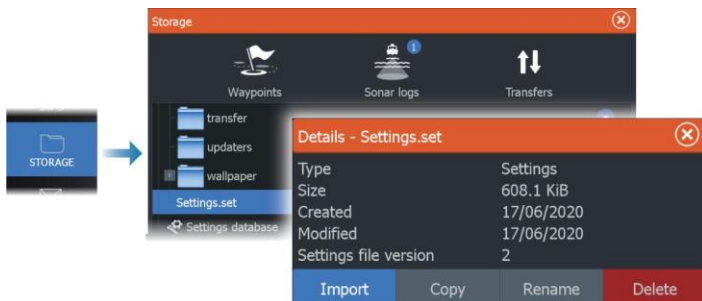 Storage
Waypoints
1
Sonar logs
Transfers
STORAGE
transfer
updaters
wallpaper
Settings.set
Settings database
Details - Settings.set
Type Settings
Size 608.1 KiB
Created 17/06/2020
Modified 17/06/2020
Settings file version 2
Import Copy Rename Delete